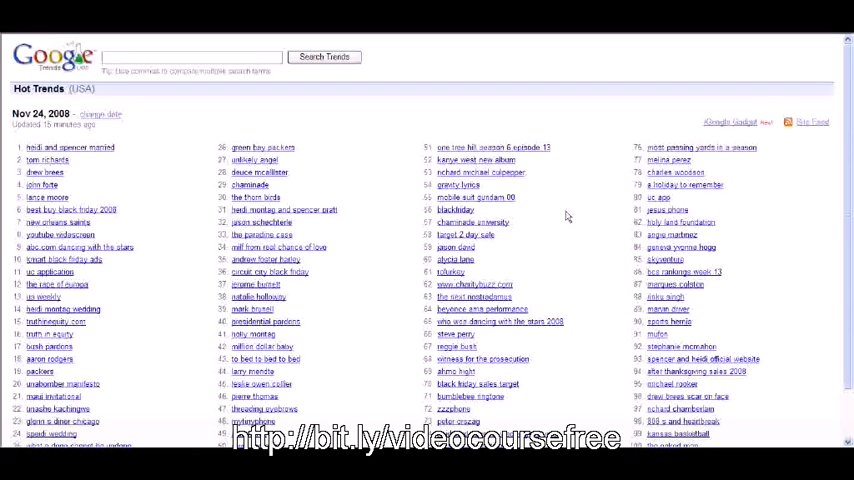 Google
Trends Labs
Search Trends
Tip: Use commas to compare multiple search terms
Hot Trends (USA)
Nov 24, 2008 - change date
Updated 15 minutes ago
iGoogle Gadget New! Site Feed
1. heidi and spencer married
2. tom richards
3. drew brees
4. john forte
5. lance moore
6. best buy black friday 2008
7. new orleans saints
8. youtube widescreen
9. abc.com dancing with the stars
10. kmart black friday ads
11. uc application
12. the rape of europa
13. us weekly
14. heidi montag wedding
15. truthinequity.com
16. truth in equity
17. bush pardons
18. aaron rodgers
19. packers
20. unabomber manifesto
21. maui invitational
22. unasho kachingwe
23. glenn s diner chicago
24. speidi wedding
26. green bay packers
27. unlikely angel
28. deuce mcallister
29. chaminade
30. the thorn birds
31. heidi montag and spencer pratt
32. jason schechterle
33. the paradine case
34. milf from real chance of love
35. andrew foster harley
36. circuit city black friday
37. jerome burnett
38. natalie holloway
39. mark brunell
40. presidential pardons
41. holly montag
42. million dollar baby
43. to bed to bed to bed
44. larry mendte
45. leslie owen collier
46. pierre thomas
47. threading eyebrows
48. mytinyphone
51. one tree hill season 6 episode 13
52. kanye west new album
53. richard michael culpepper
54. gravity lyrics
55. mobile suit gundam 00
56. blackfriday
57. chaminade university
58. target 2 day sale
59. jason david
60. alycia lane
61. tofurkey
62. www.charitybuzz.com
63. the next nostrodamus
64. beyonce ama performance
65. who won dancing with the stars 2008
66. steve perry
67. reggie bush
68. witness for the prosecution
69. ahmo hight
70. black friday sales target
71. bumblebee ringtone
72. zzzphone
73. peter orszag
76. most passing yards in a season
77. melina perez
78. charles woodson
79. a holiday to remember
80. uc app
81. jesus phone
82. holy land foundation
83. angie martinez
84. geneva yvonne hogg
85. skyventure
86. bcs rankings week 13
87. marques colston
88. ricky singh
89. marvin driver
90. sports hernia
91. mufon
92. stephanie mcmahon
93. spencer and heidi official website
94. after thanksgiving sales 2008
95. michael rooker
96. drew brees scar on face
97. richard chamberlain
98. 808 s and heartbreak
99. kansas basketball
http://bit.ly/videocoursefree